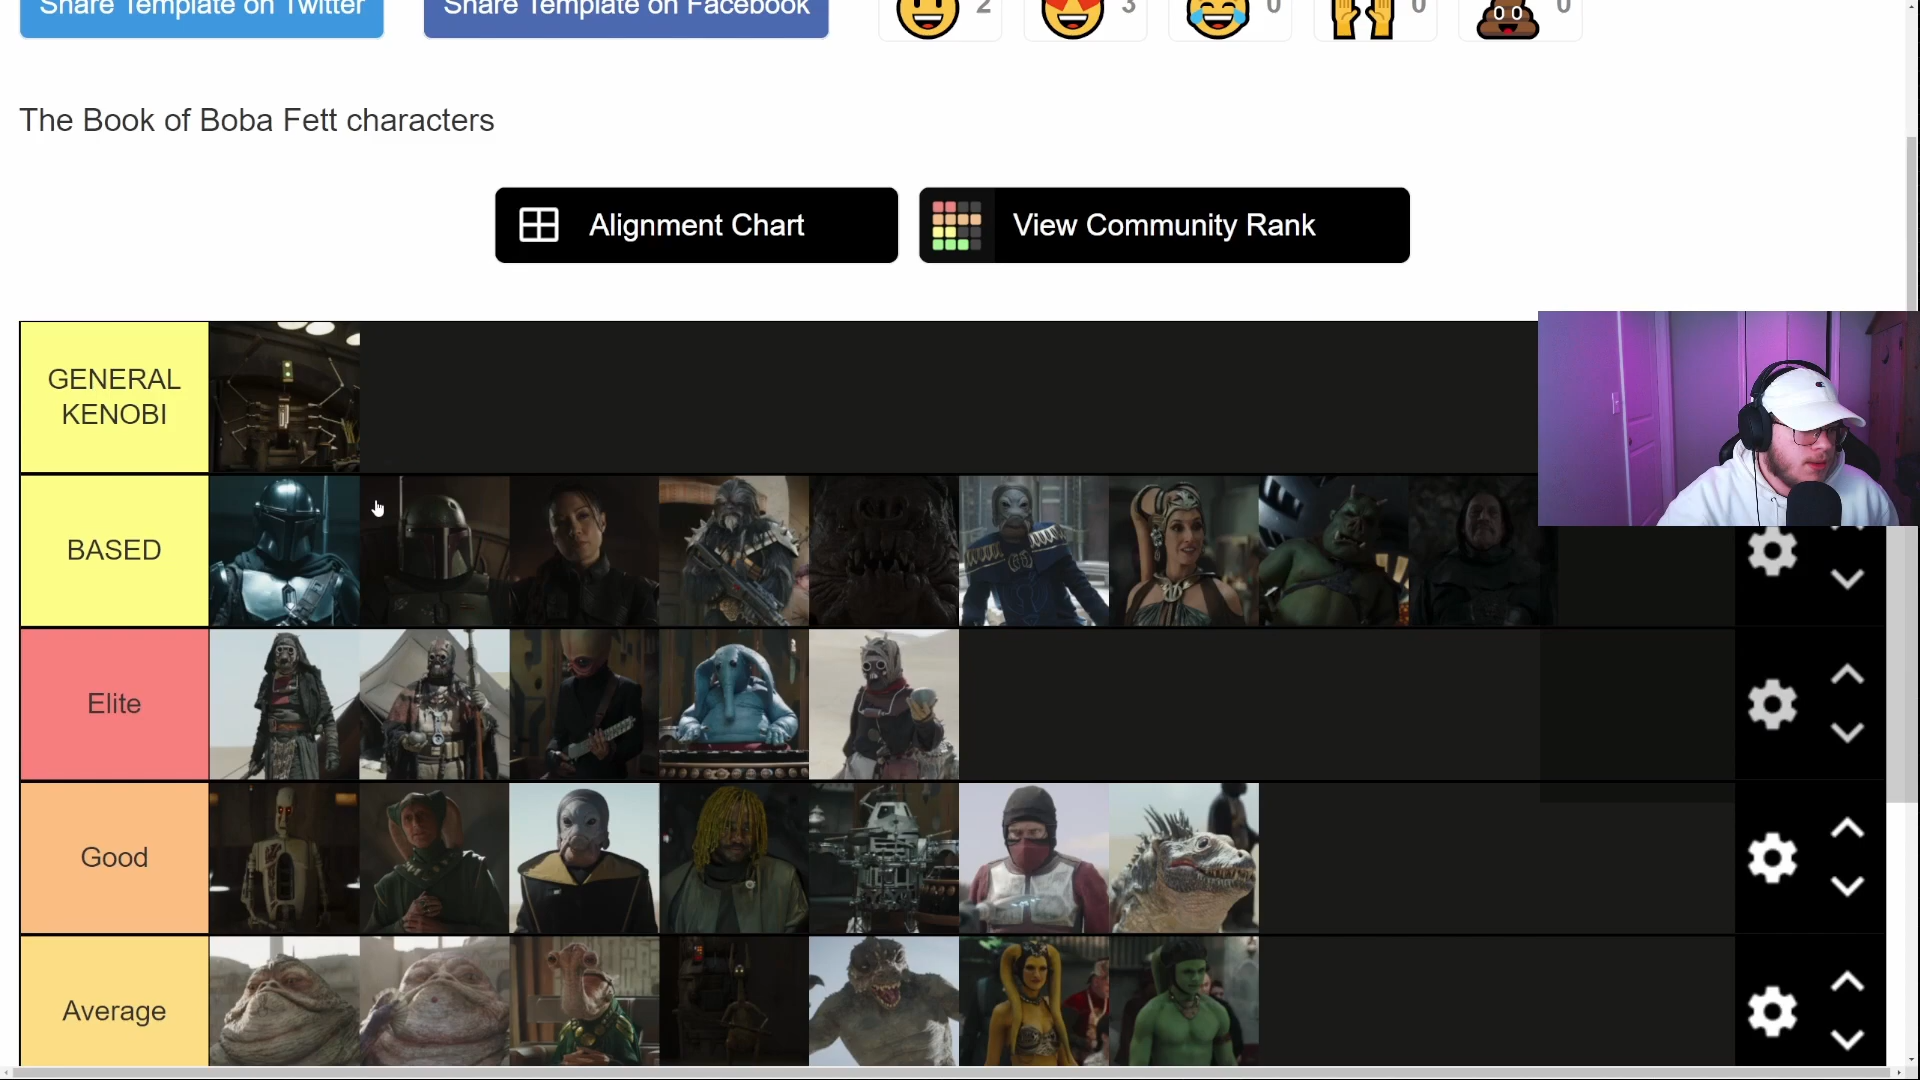 Share Template on Twitter
Share Template on Facebook
2
3
0
0
0
The Book of Boba Fett characters
Alignment Chart
View Community Rank
GENERAL
KENOBI
BASED
Elite
Good
Average